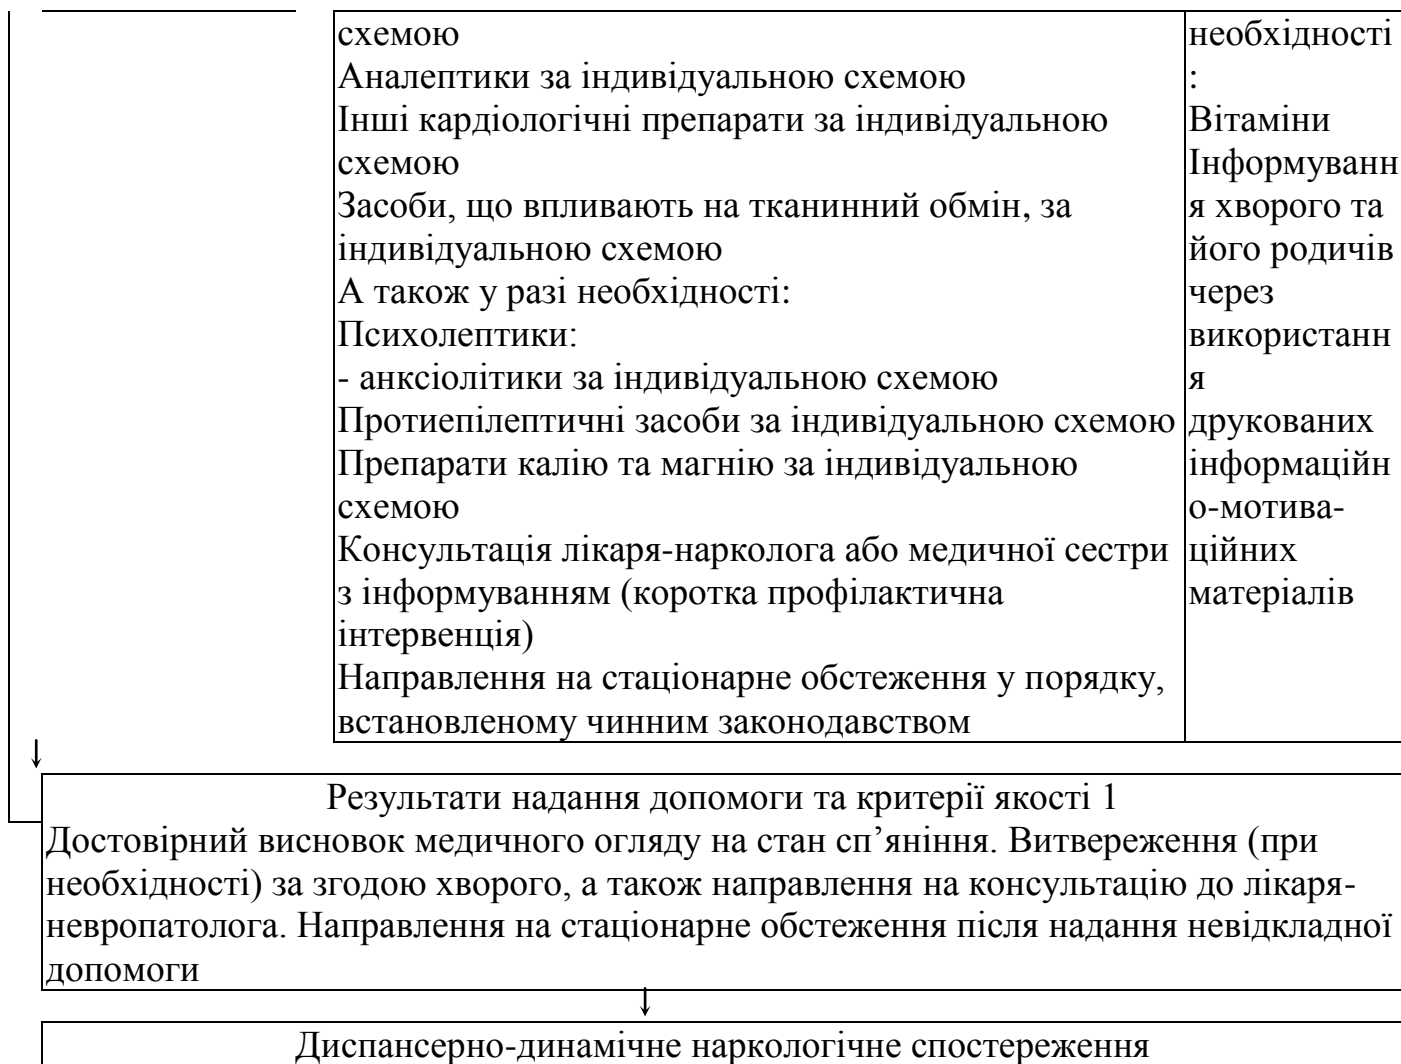 схемою
Аналептики за індивідуальною схемою
Інші кардіологічні препарати за індивідуальною
схемою
Засоби, що впливають на тканинний обмін, за
індивідуальною схемою
А також у разі необхідності:
Психолептики:
- анксіолітики за індивідуальною схемою
Протиепілептичні засоби за індивідуальною схемою
Препарати калію та магнію за індивідуальною
схемою
Консультація лікаря-нарколога або медичної сестри
з інформуванням (коротка профілактична
інтервенція)
Направлення на стаціонарне обстеження у порядку,
встановленому чинним законодавством
необхідності
:
Вітаміни
Інформуванн
я хворого та
його родичів
через
використанн
я
друкованих
інформаційн
о-мотива-
ційних
матеріалів
Результати надання допомоги та критерії якості 1
Достовірний висновок медичного огляду на стан сп’яніння. Витвереження (при
необхідності) за згодою хворого, а також направлення на консультацію до лікаря-
невропатолога. Направлення на стаціонарне обстеження після надання невідкладної
допомоги
Диспансерно-динамічне наркологічне спостереження